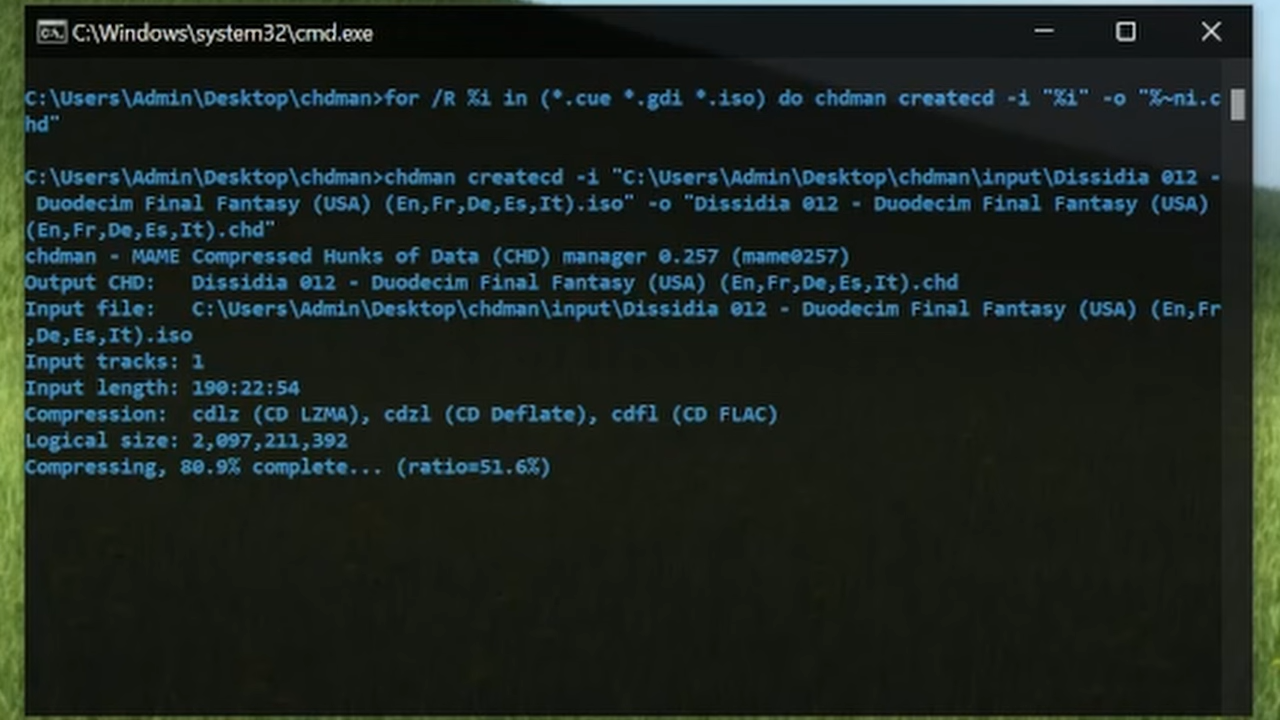 C:\Windows\system32\cmd.exe
C:\Users\Admin\Desktop\chdman>for /R %i in (*.cue *.gdi *.iso) do chdman createcd -i "%i" -o "%~ni.c
hd"
C:\Users\Admin\Desktop\chdman>chdman createcd -i "C:\Users\Admin\Desktop\chdman\input\Dissidia 012 -
 Duodecim Final Fantasy (USA) (En,Fr,De,Es,It).iso" -o "Dissidia 012 - Duodecim Final Fantasy (USA)
(En,Fr,De,Es,It).chd"
chdman - MAME Compressed Hunks of Data (CHD) manager 0.257 (mame0257)
Output CHD:   Dissidia 012 - Duodecim Final Fantasy (USA) (En,Fr,De,Es,It).chd
Input file:   C:\Users\Admin\Desktop\chdman\input\Dissidia 012 - Duodecim Final Fantasy (USA) (En,Fr
,De,Es,It).iso
Input tracks: 1
Input length: 190:22:54
Compression:  cdlz (CD LZMA), cdzl (CD Deflate), cdfl (CD FLAC)
Logical size: 2,097,211,392
Compressing, 80.9% complete... (ratio=51.6%)